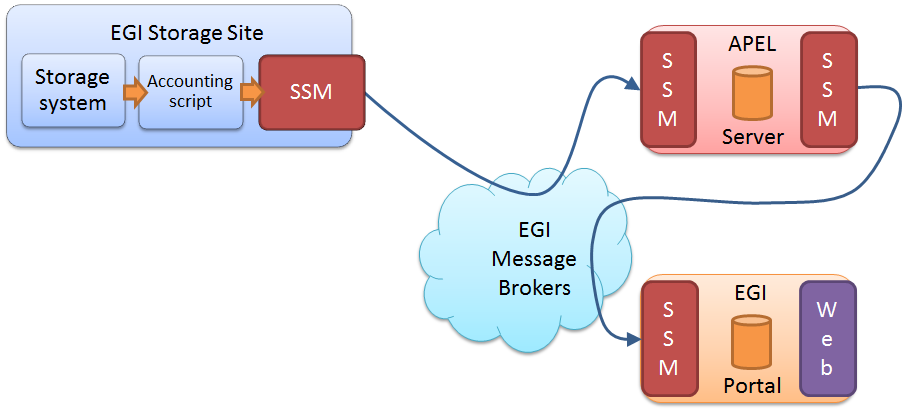 EGI Storage Site
Storage
system
Accounting
script
SSM
S
S
M
APEL
Server
S
S
M
EGI
Message
Brokers
S
S
M
EGI
Portal
W
e
b